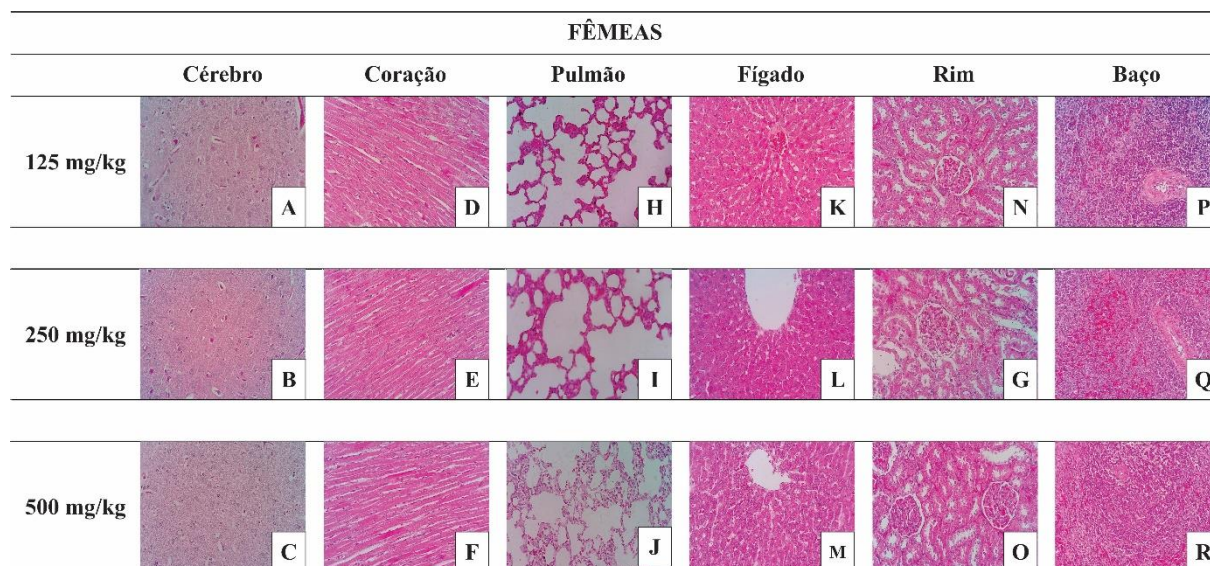 FÊMEAS
Cérebro Coração Pulmão Fígado Rim Baço
125 mg/kg A D H K N P
250 mg/kg B E I L G Q
500 mg/kg C F J M O R